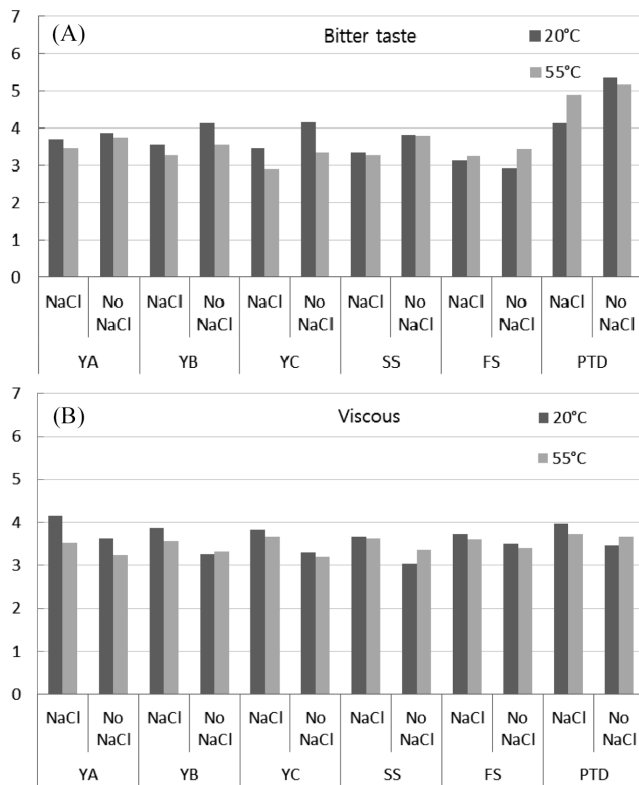 (A)
Bitter taste
20°C
55°C
7
6
5
4
3
2
1
0
NaCl No NaCl NaCl No NaCl NaCl No NaCl NaCl No NaCl NaCl No NaCl NaCl No NaCl
YA YB YC SS FS PTD
(B)
Viscous
20°C
55°C
7
6
5
4
3
2
1
0
NaCl No NaCl NaCl No NaCl NaCl No NaCl NaCl No NaCl NaCl No NaCl NaCl No NaCl
YA YB YC SS FS PTD